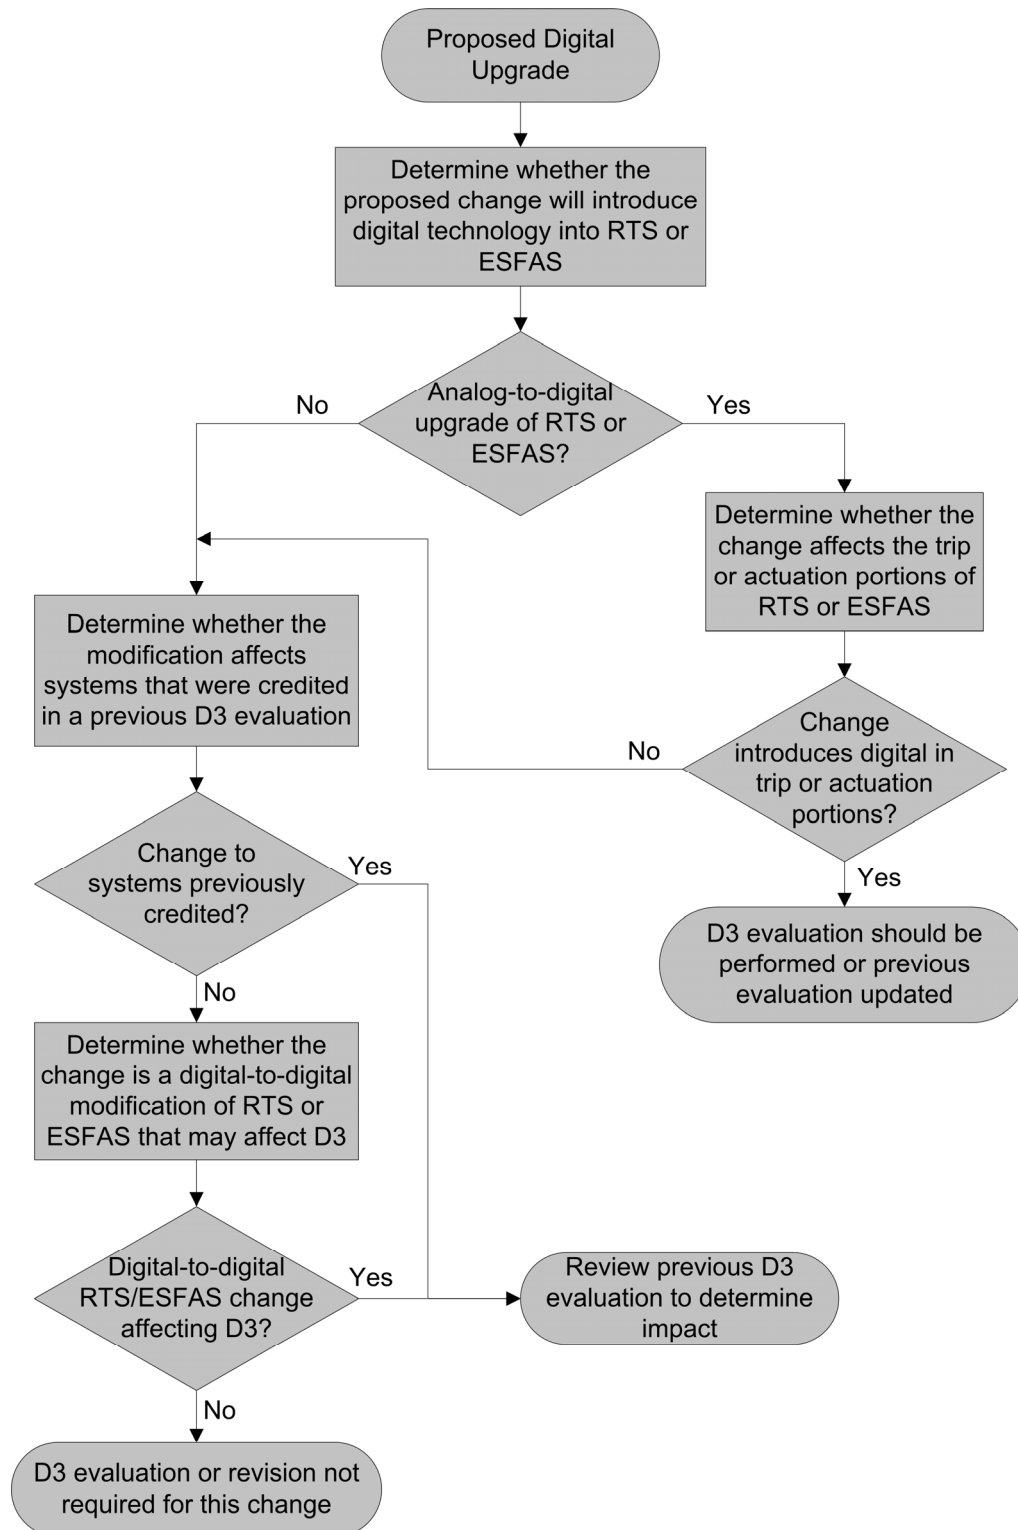 Proposed Digital
Upgrade
Determine whether the
proposed change will introduce
digital technology into RTS or
ESFAS
Analog-to-digital
upgrade of RTS or
ESFAS?
No
Yes
Determine whether the
change affects the trip
or actuation portions of
RTS or ESFAS
Determine whether the
modification affects
systems that were credited
in a previous D3 evaluation
Change
introduces digital in
trip or actuation
portions?
No
Yes
Change to
systems previously
credited?
Yes
No
D3 evaluation should be
performed or previous
evaluation updated
Determine whether the
change is a digital-to-digital
modification of RTS or
ESFAS that may affect D3
Digital-to-digital
RTS/ESFAS change
affecting D3?
Yes
No
Review previous D3
evaluation to determine
impact
D3 evaluation or revision not
required for this change